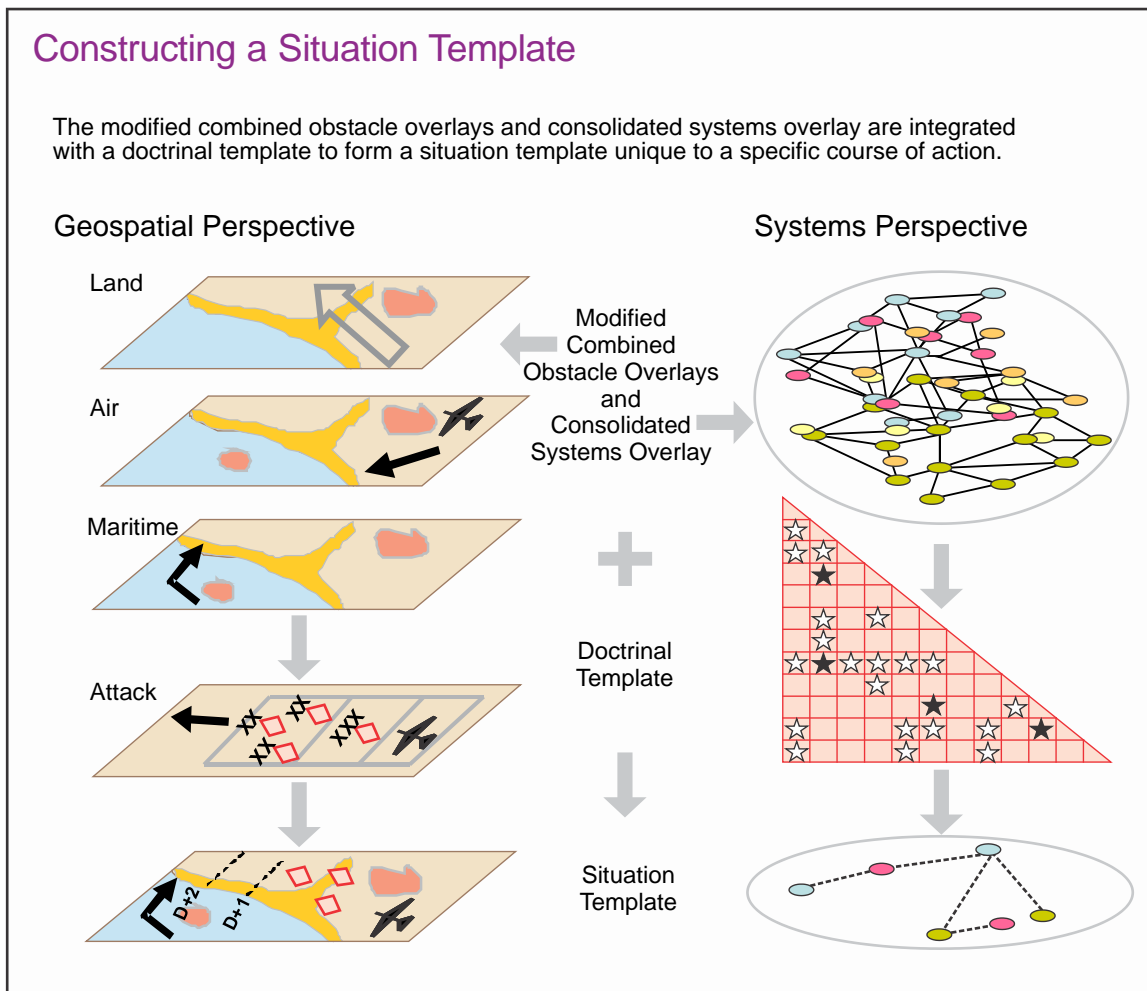 Constructing a Situation Template
The modified combined obstacle overlays and consolidated systems overlay are integrated
with a doctrinal template to form a situation template unique to a specific course of action.
Geospatial Perspective
Systems Perspective
Land
Modified
Combined
Obstacle Overlays
and
Consolidated
Systems Overlay
Air
Maritime
Doctrinal
Template
Attack
XX
XX
XXX
XX
Situation
Template
D+2
D+1